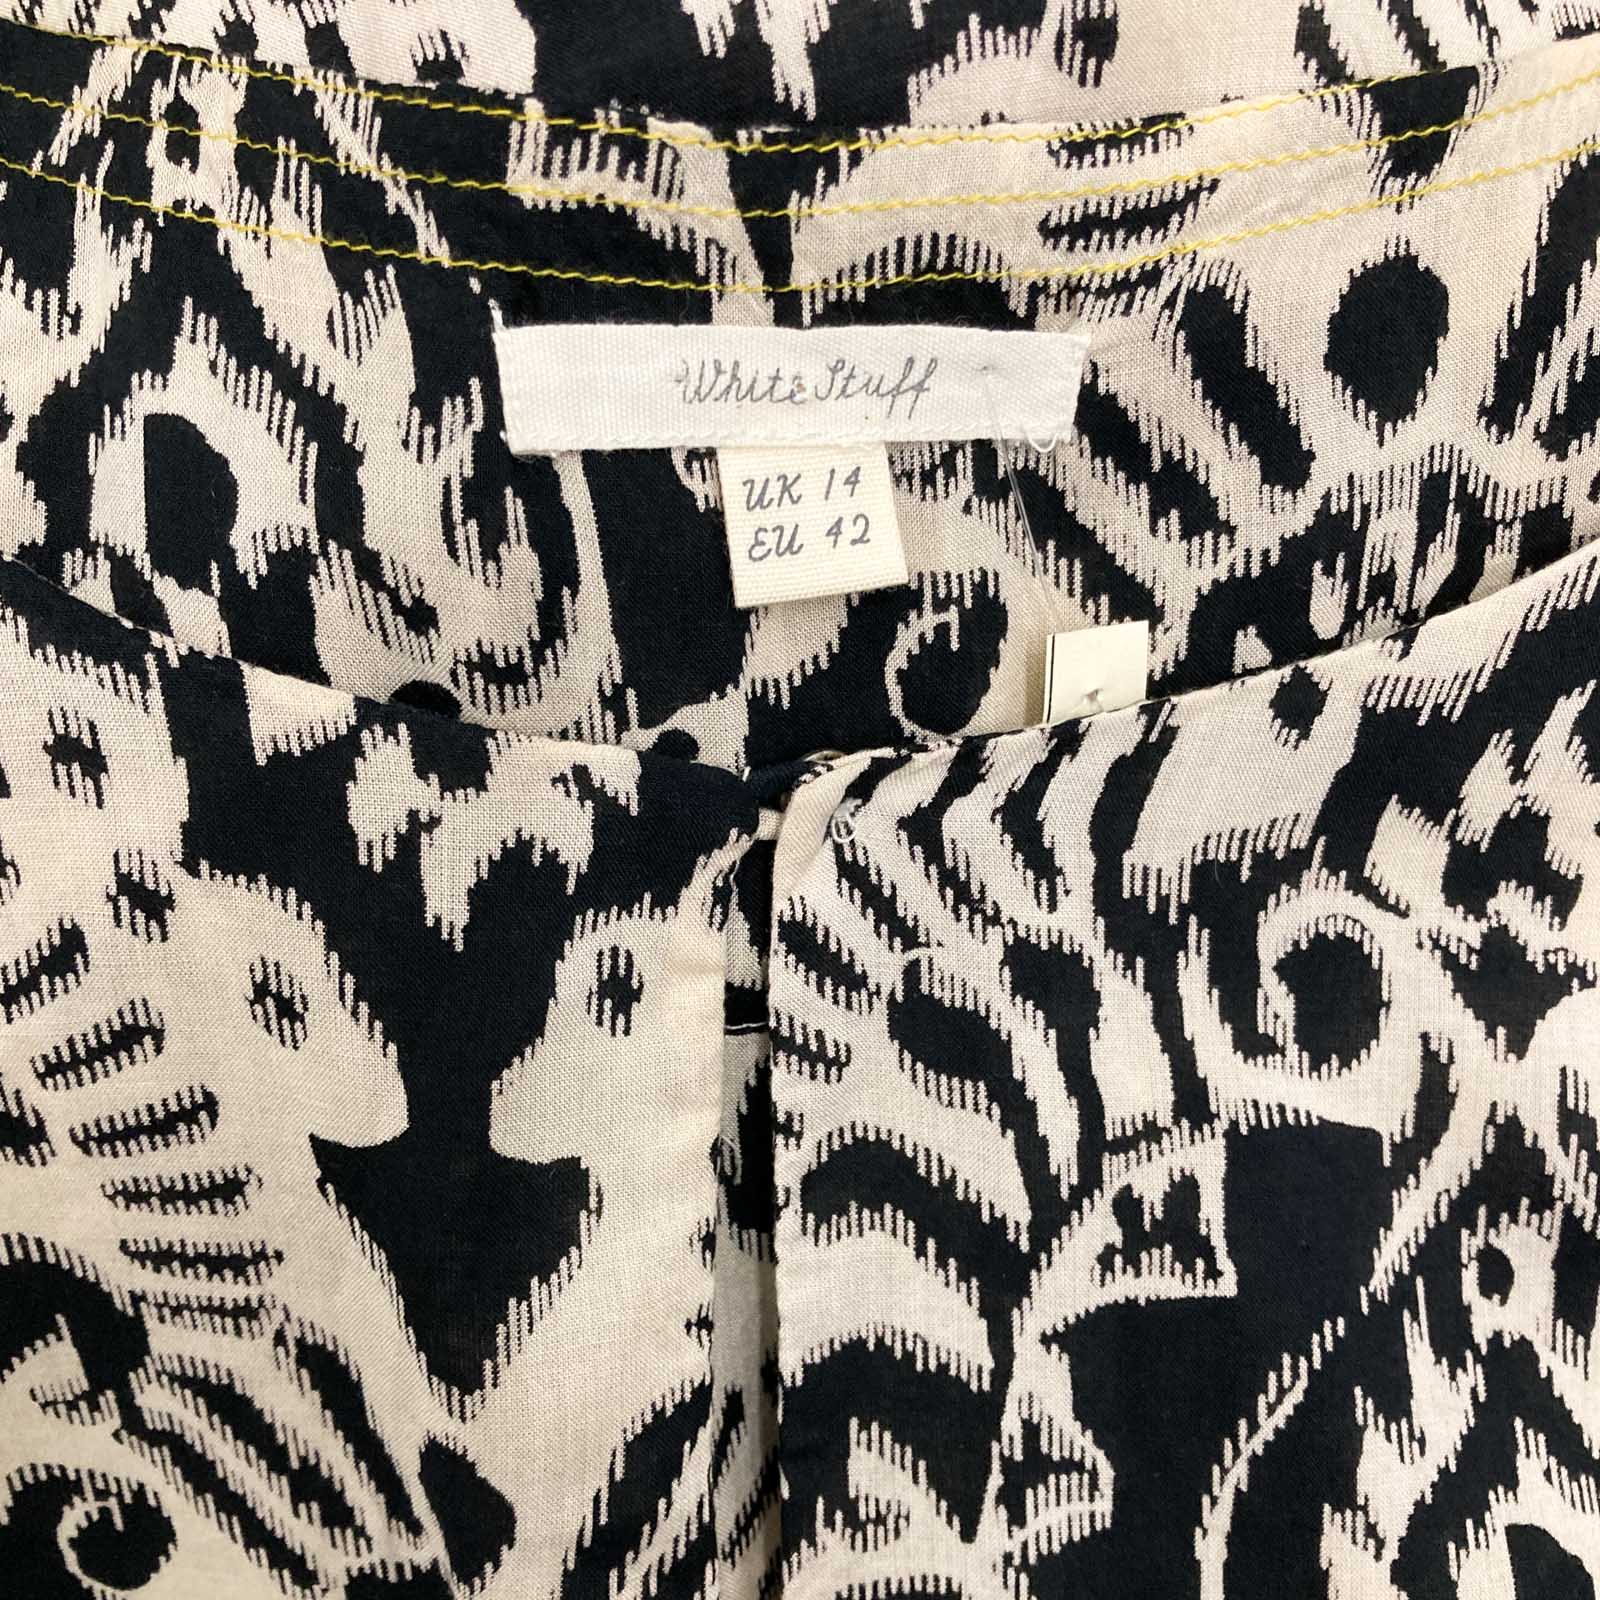 White Stuff
UK 14
EU 42